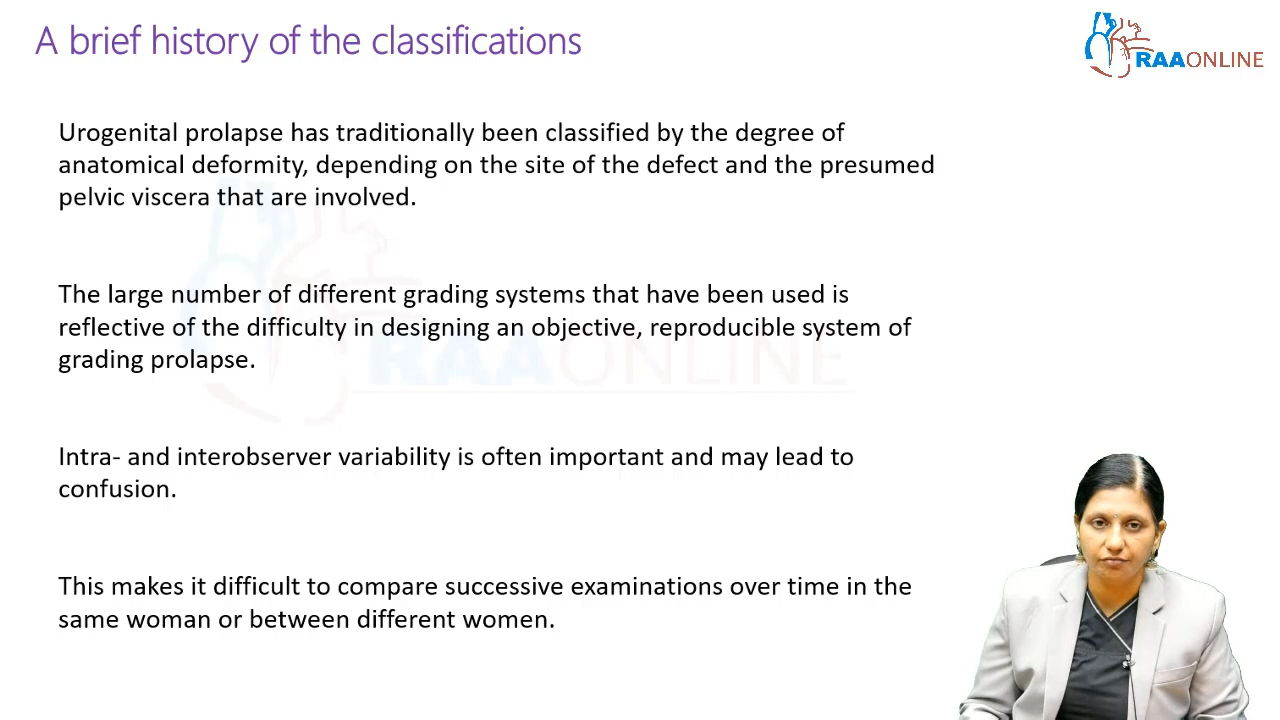 A brief history of the classifications
RAAONLINE
Urogenital prolapse has traditionally been classified by the degree of
anatomical deformity, depending on the site of the defect and the presumed
pelvic viscera that are involved.
The large number of different grading systems that have been used is
reflective of the difficulty in designing an objective, reproducible system of
grading prolapse.
RAAONLINE
Intra- and interobserver variability is often important and may lead to
confusion.
This makes it difficult to compare successive examinations over time in the
same woman or between different women.